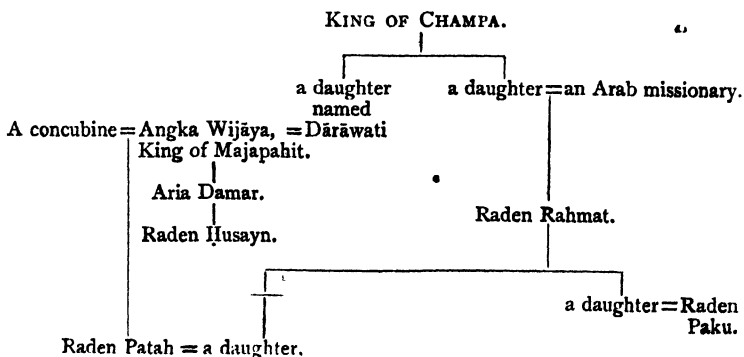 KING OF CHAMPA.
a daughter a daughter=an Arab missionary.
named
A concubine = Angka Wijāya, =Dārāwati
King of Majapahit.
Aria Damar.
Raden Rahmat.
Raden Ḥusayn.
a daughter=Raden
Paku.
Raden Patah = a daughter.